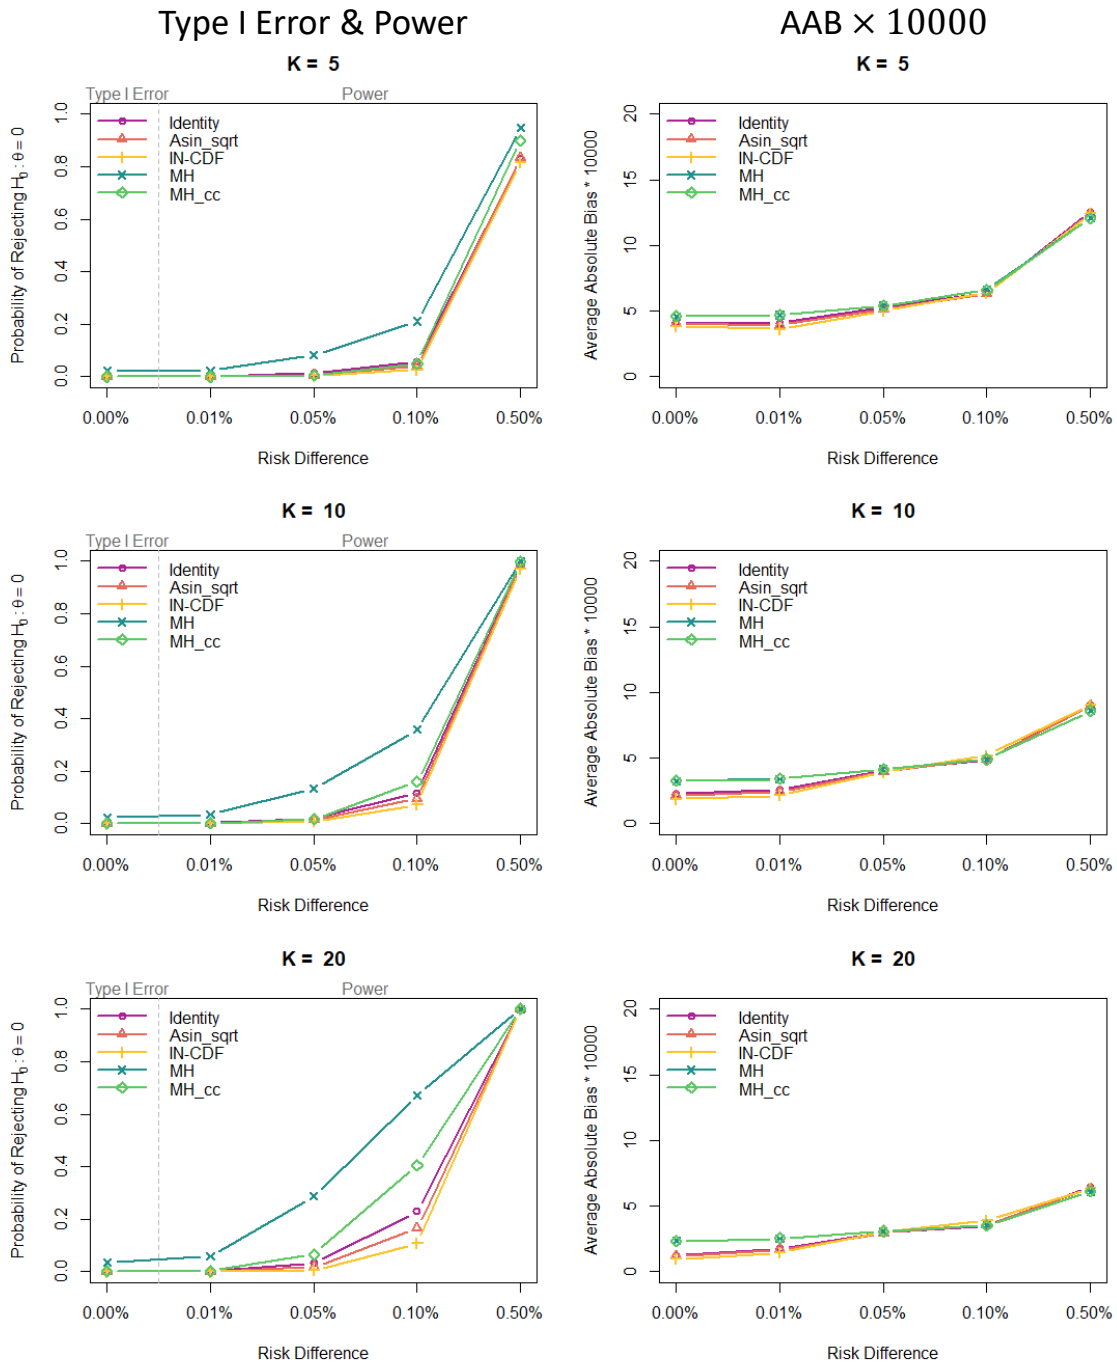 Type I Error & Power
AAB × 10000
K = 5
Type I Error
Power
Probability of Rejecting H₀ : θ = 0
0.0
0.2
0.4
0.6
0.8
1.0
Identity
Asin_sqrt
IN-CDF
MH
MH_cc
0.00%
0.01%
0.05%
0.10%
0.50%
Risk Difference
K = 5
Average Absolute Bias * 10000
0
5
10
15
20
Identity
Asin_sqrt
IN-CDF
MH
MH_cc
0.00%
0.01%
0.05%
0.10%
0.50%
Risk Difference
K = 10
Type I Error
Power
Probability of Rejecting H₀ : θ = 0
0.0
0.2
0.4
0.6
0.8
1.0
Identity
Asin_sqrt
IN-CDF
MH
MH_cc
0.00%
0.01%
0.05%
0.10%
0.50%
Risk Difference
K = 10
Average Absolute Bias * 10000
0
5
10
15
20
Identity
Asin_sqrt
IN-CDF
MH
MH_cc
0.00%
0.01%
0.05%
0.10%
0.50%
Risk Difference
K = 20
Type I Error
Power
Probability of Rejecting H₀ : θ = 0
0.0
0.2
0.4
0.6
0.8
1.0
Identity
Asin_sqrt
IN-CDF
MH
MH_cc
0.00%
0.01%
0.05%
0.10%
0.50%
Risk Difference
K = 20
Average Absolute Bias * 10000
0
5
10
15
20
Identity
Asin_sqrt
IN-CDF
MH
MH_cc
0.00%
0.01%
0.05%
0.10%
0.50%
Risk Difference